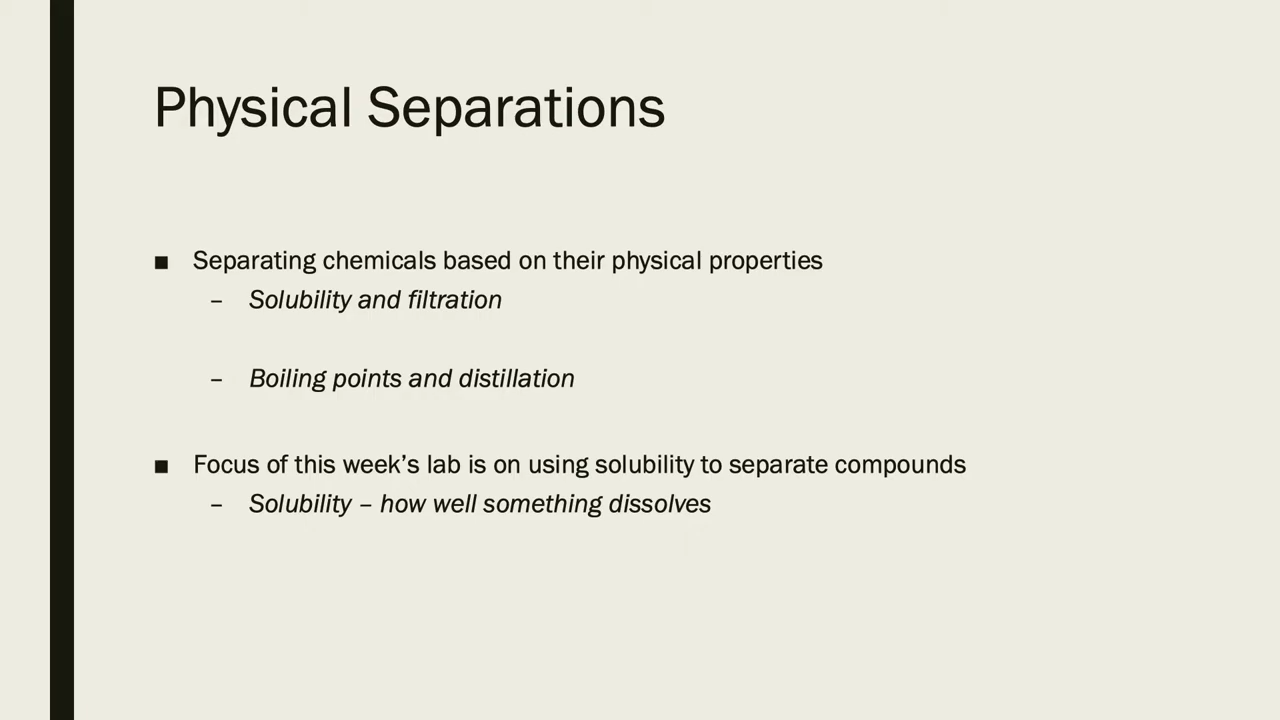 Physical Separations
■ Separating chemicals based on their physical properties
– Solubility and filtration
– Boiling points and distillation
■ Focus of this week’s lab is on using solubility to separate compounds
– Solubility – how well something dissolves